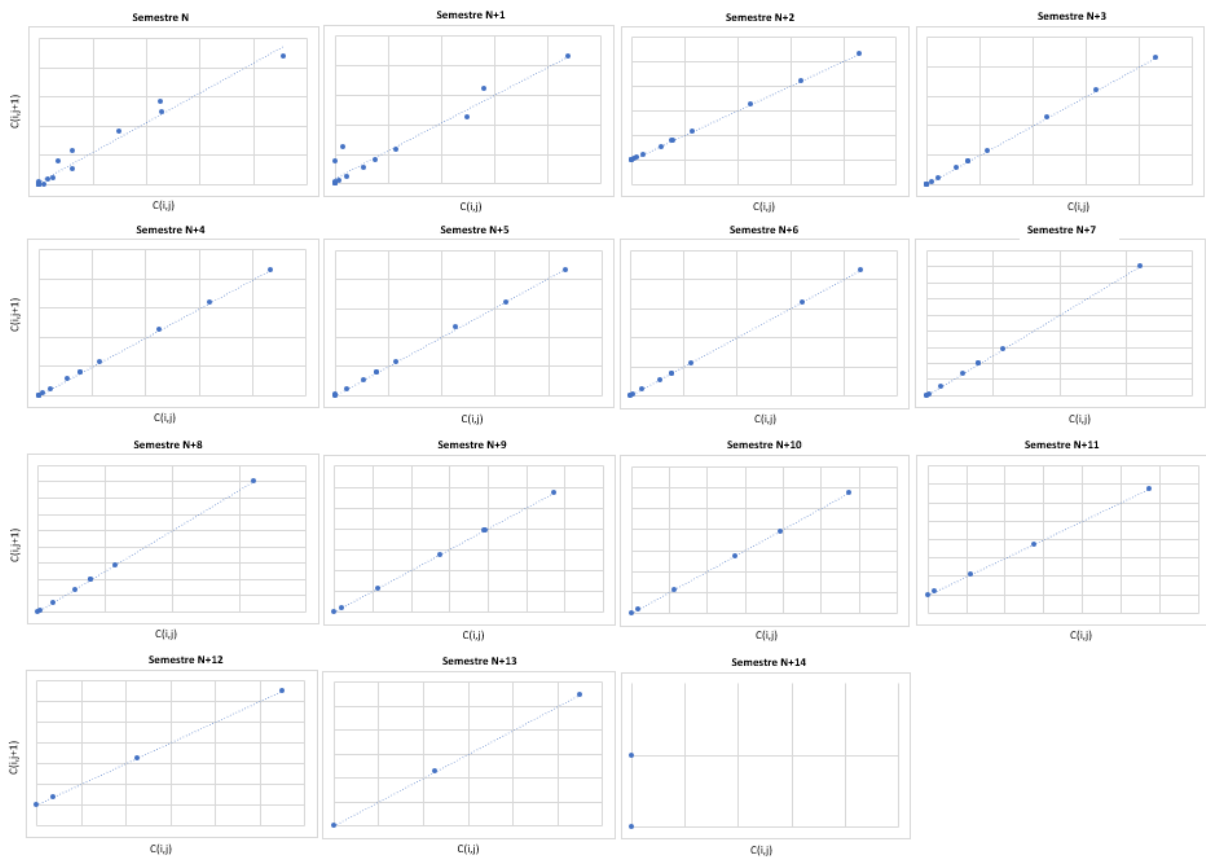 Semestre N
Semestre N+1
Semestre N+2
Semestre N+3
C(i,j+1)
C(i,j)
C(i,j)
C(i,j)
C(i,j)
Semestre N+4
Semestre N+5
Semestre N+6
Semestre N+7
C(i,j+1)
C(i,j)
C(i,j)
C(i,j)
C(i,j)
Semestre N+8
Semestre N+9
Semestre N+10
Semestre N+11
C(i,j+1)
C(i,j)
C(i,j)
C(i,j)
C(i,j)
Semestre N+12
Semestre N+13
Semestre N+14
C(i,j+1)
C(i,j)
C(i,j)
C(i,j)